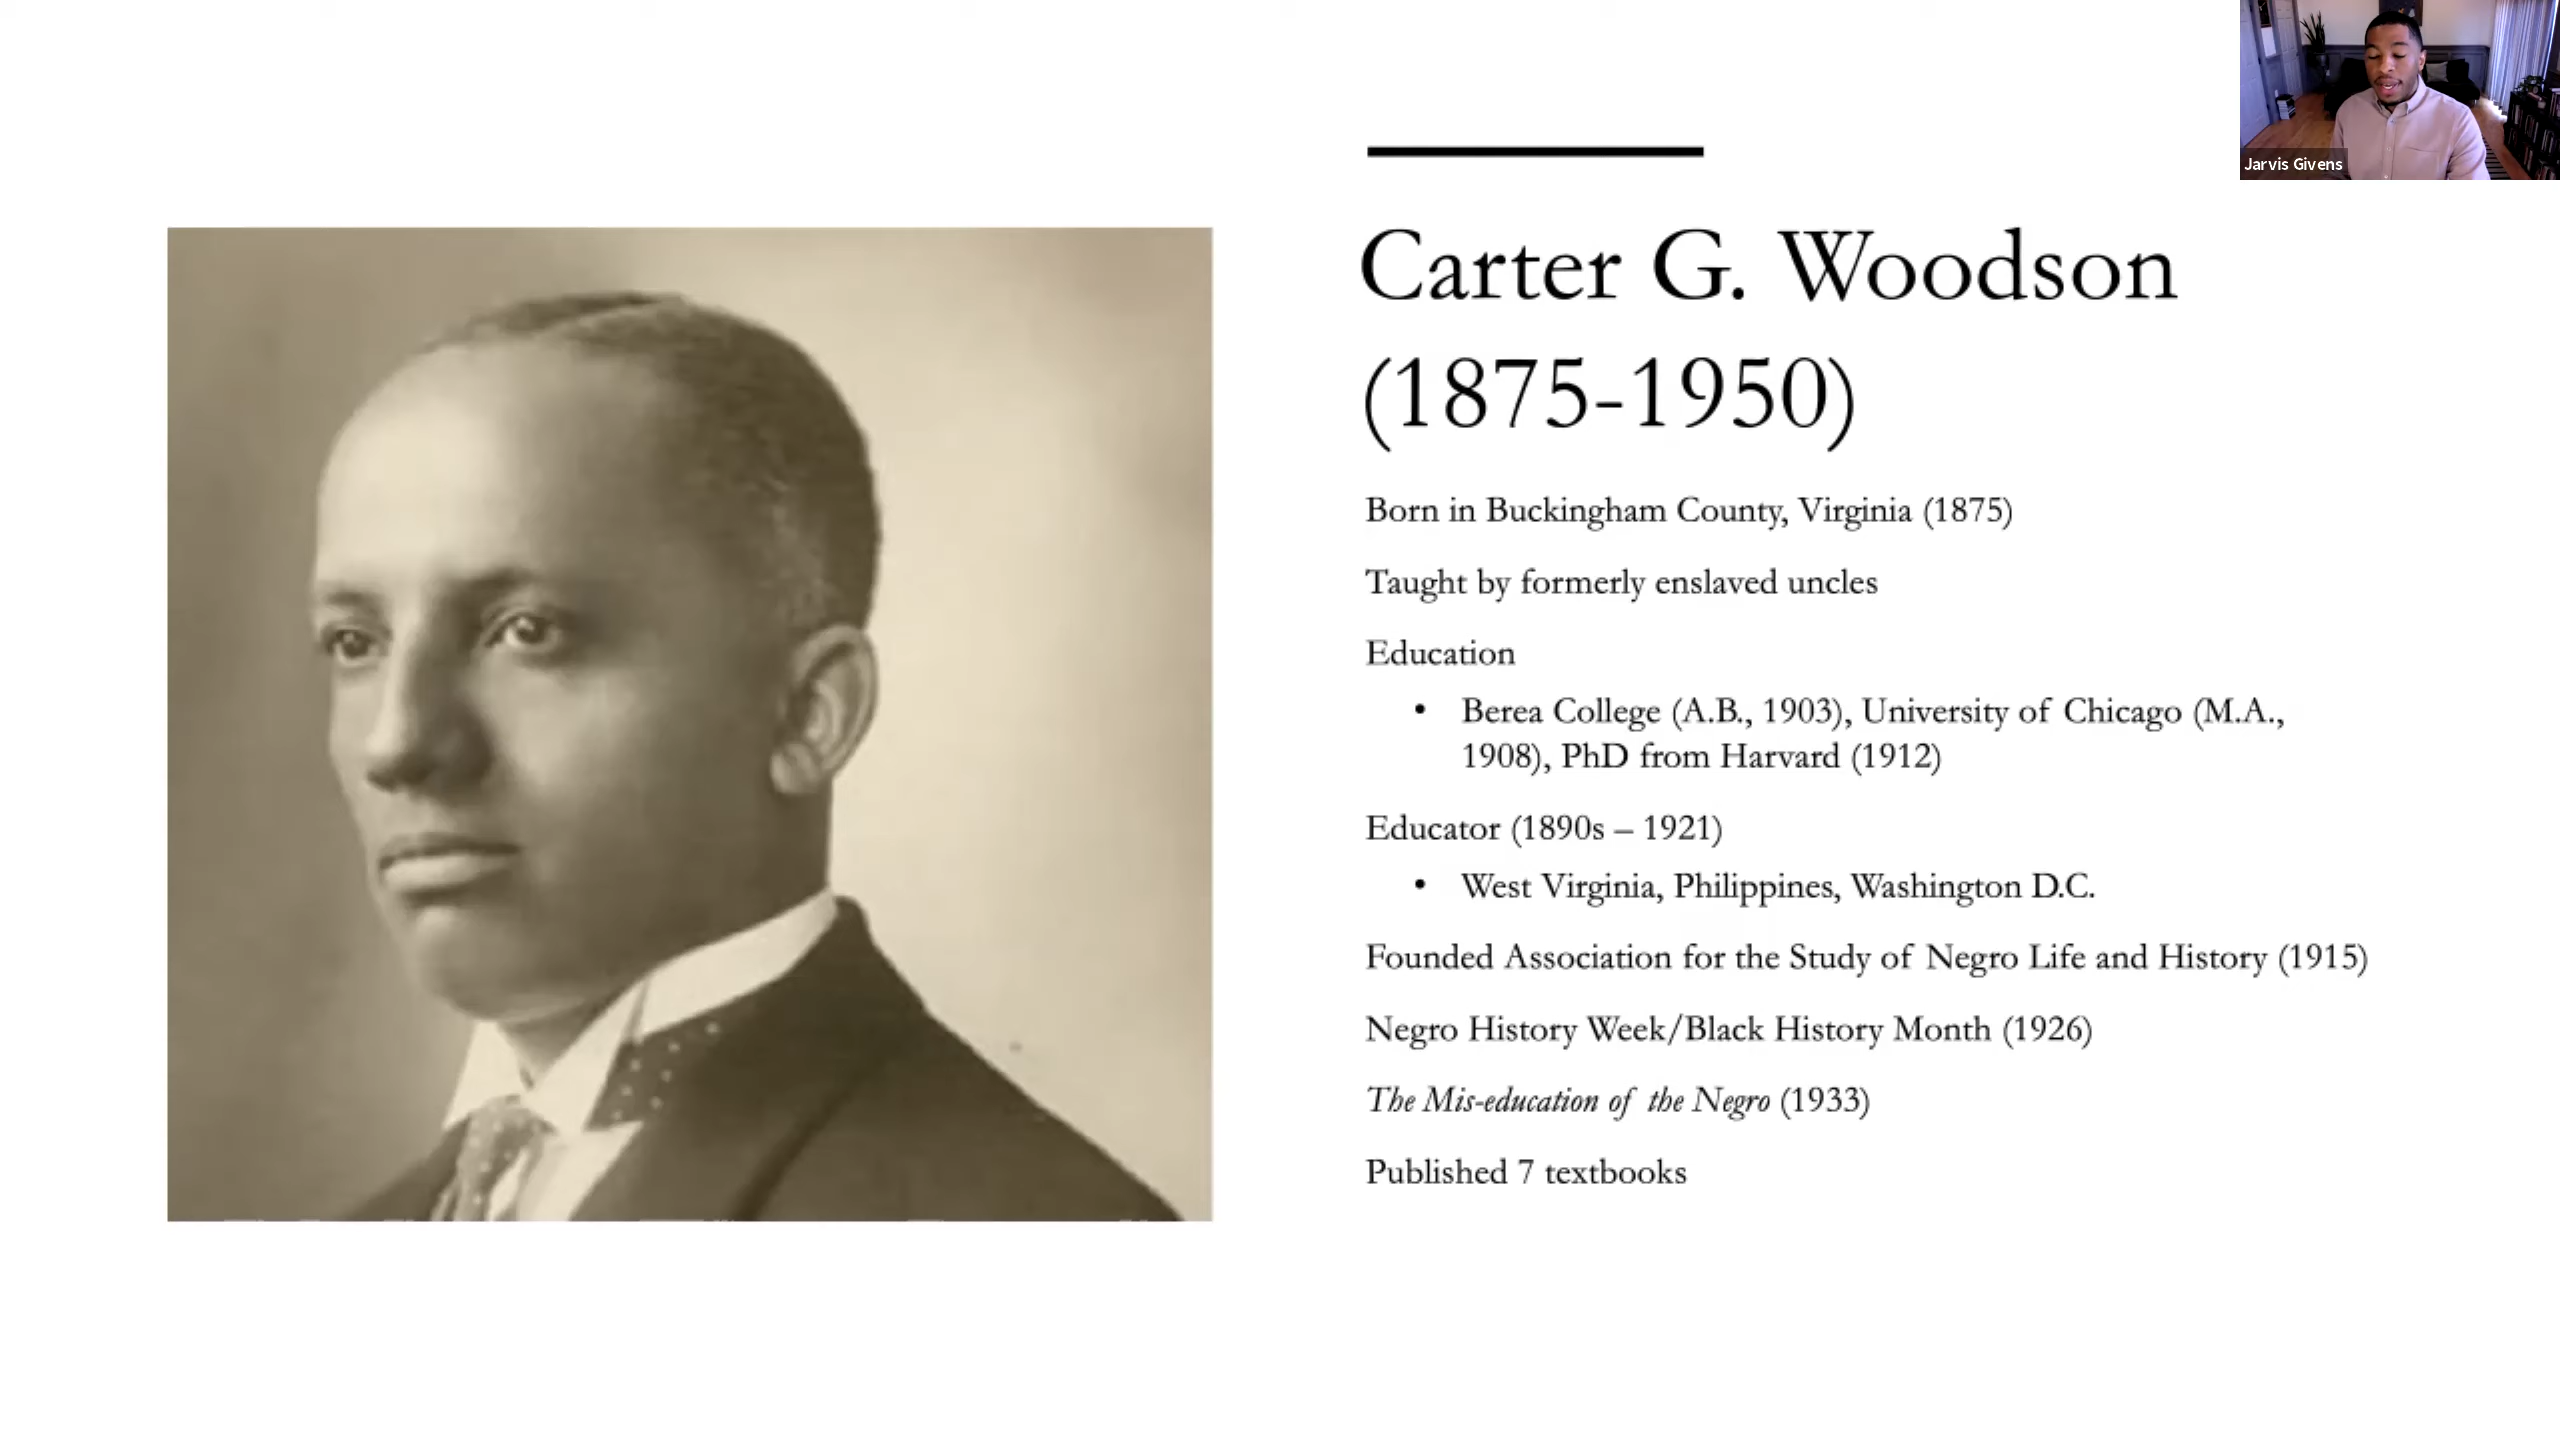 Jarvis Givens
Carter G. Woodson
(1875-1950)
Born in Buckingham County, Virginia (1875)
Taught by formerly enslaved uncles
Education
• Berea College (A.B., 1903), University of Chicago (M.A.,
1908), PhD from Harvard (1912)
Educator (1890s – 1921)
• West Virginia, Philippines, Washington D.C.
Founded Association for the Study of Negro Life and History (1915)
Negro History Week/Black History Month (1926)
The Mis-education of the Negro (1933)
Published 7 textbooks